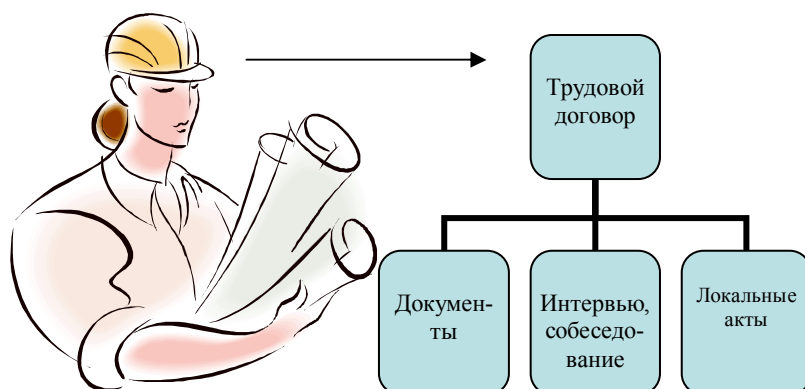 Трудовой
договор
Докумен-
ты
Интервью,
собеседо-
вание
Локальные
акты